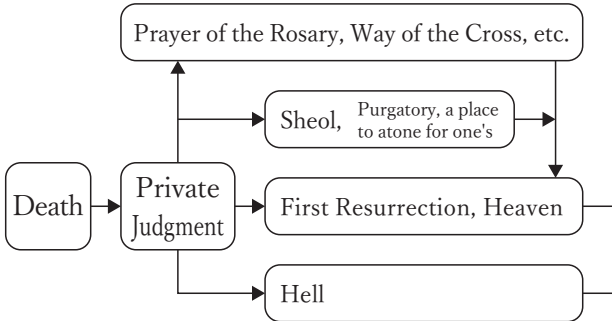 Prayer of the Rosary, Way of the Cross, etc.
Sheol, Purgatory, a place
to atone for one's
Death
Private
Judgment
First Resurrection, Heaven
Hell